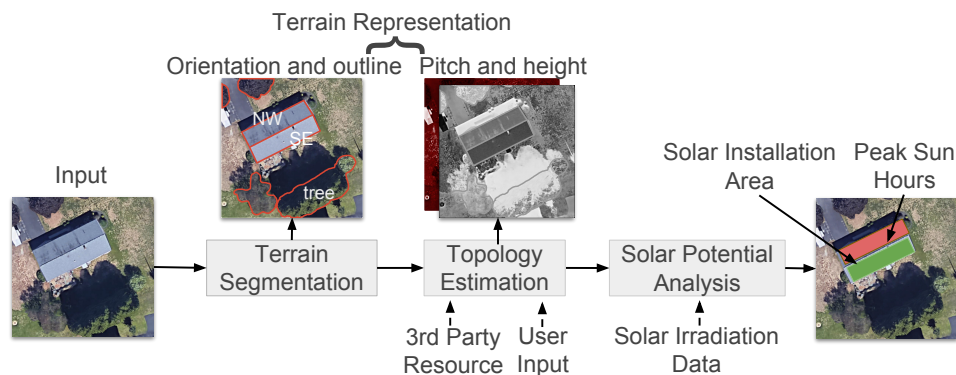 Terrain Representation
Orientation and outline
Pitch and height
NW
SE
tree
Input
Solar Installation
Area
Peak Sun
Hours
Terrain
Segmentation
Topology
Estimation
Solar Potential
Analysis
3rd Party
Resource
User
Input
Solar Irradiation
Data